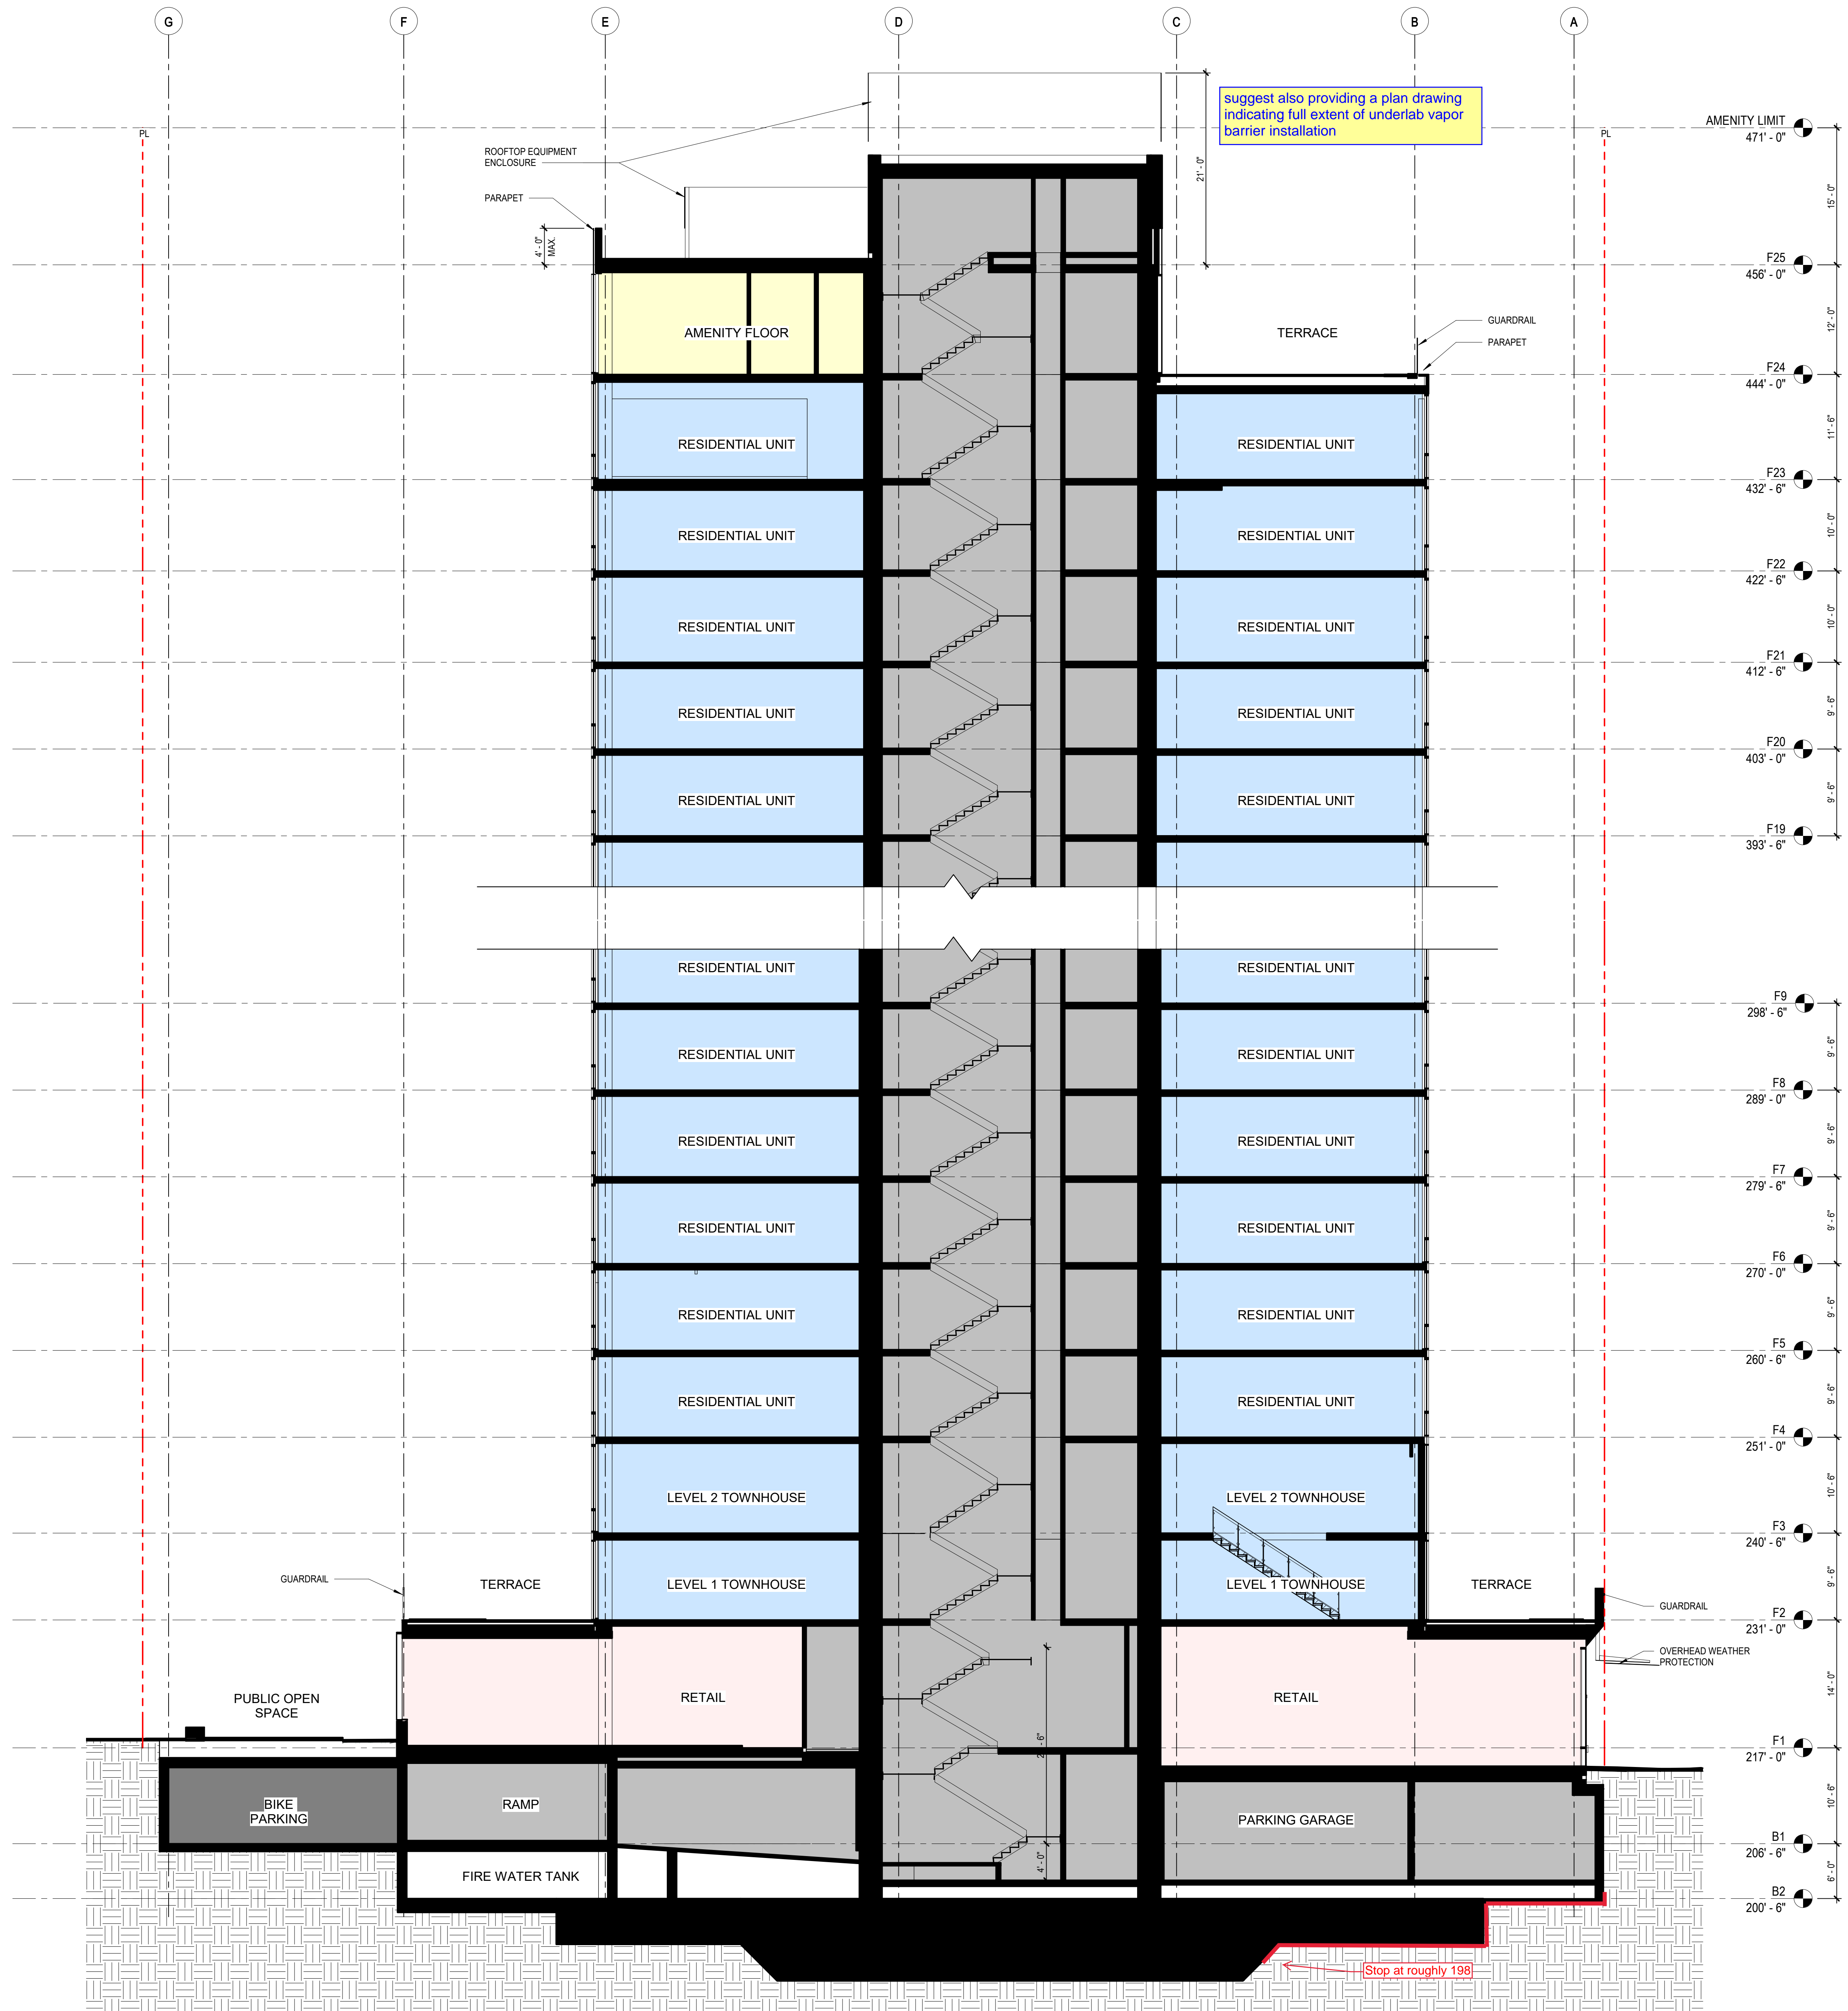 G
F
E
D
C
B
A
suggest also providing a plan drawing
indicating full extent of underlab vapor
barrier installation
AMENITY LIMIT
471' - 0"
PL
PL
ROOFTOP EQUIPMENT
ENCLOSURE
21' - 0"
15' - 0"
PARAPET
4' - 0"
MAX.
F25
456' - 0"
AMENITY FLOOR
TERRACE
GUARDRAIL
PARAPET
12' - 0"
F24
444' - 0"
RESIDENTIAL UNIT
RESIDENTIAL UNIT
11' - 6"
F23
432' - 6"
RESIDENTIAL UNIT
RESIDENTIAL UNIT
10' - 0"
F22
422' - 6"
RESIDENTIAL UNIT
RESIDENTIAL UNIT
10' - 0"
F21
412' - 6"
RESIDENTIAL UNIT
RESIDENTIAL UNIT
9' - 6"
F20
403' - 0"
RESIDENTIAL UNIT
RESIDENTIAL UNIT
9' - 6"
F19
393' - 6"
RESIDENTIAL UNIT
RESIDENTIAL UNIT
F9
298' - 6"
RESIDENTIAL UNIT
RESIDENTIAL UNIT
9' - 6"
F8
289' - 0"
RESIDENTIAL UNIT
RESIDENTIAL UNIT
9' - 6"
F7
279' - 6"
RESIDENTIAL UNIT
RESIDENTIAL UNIT
9' - 6"
F6
270' - 0"
RESIDENTIAL UNIT
RESIDENTIAL UNIT
9' - 6"
F5
260' - 6"
RESIDENTIAL UNIT
RESIDENTIAL UNIT
9' - 6"
F4
251' - 0"
LEVEL 2 TOWNHOUSE
LEVEL 2 TOWNHOUSE
10' - 6"
F3
240' - 6"
GUARDRAIL
TERRACE
LEVEL 1 TOWNHOUSE
LEVEL 1 TOWNHOUSE
TERRACE
9' - 6"
GUARDRAIL
F2
231' - 0"
OVERHEAD WEATHER
PROTECTION
PUBLIC OPEN
SPACE
RETAIL
RETAIL
14' - 0"
F1
217' - 0"
BIKE
PARKING
RAMP
PARKING GARAGE
10' - 6"
B1
206' - 6"
FIRE WATER TANK
4' - 0"
6' - 0"
B2
200' - 6"
Stop at roughly 198